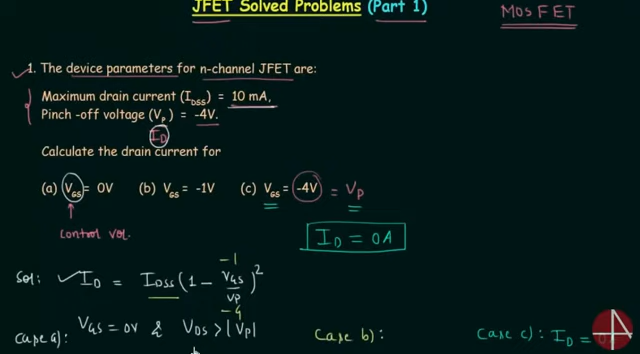 JFET Solved Problems (Part 1)
MOSFET
1. The device parameters for n-channel JFET are:
Maximum drain current (IDSS) = 10 mA,
Pinch -off voltage (VP) = -4V.
ID
Calculate the drain current for
(a) VGS = 0V (b) VGS = -1V (c) VGS = -4V = VP
Control vol.
ID = 0A
-1
Sol: ID = IDSS (1 - VGS/VP)²
-4
Case a): VGS = 0V & VDS > |VP| Case b): Case c): ID =